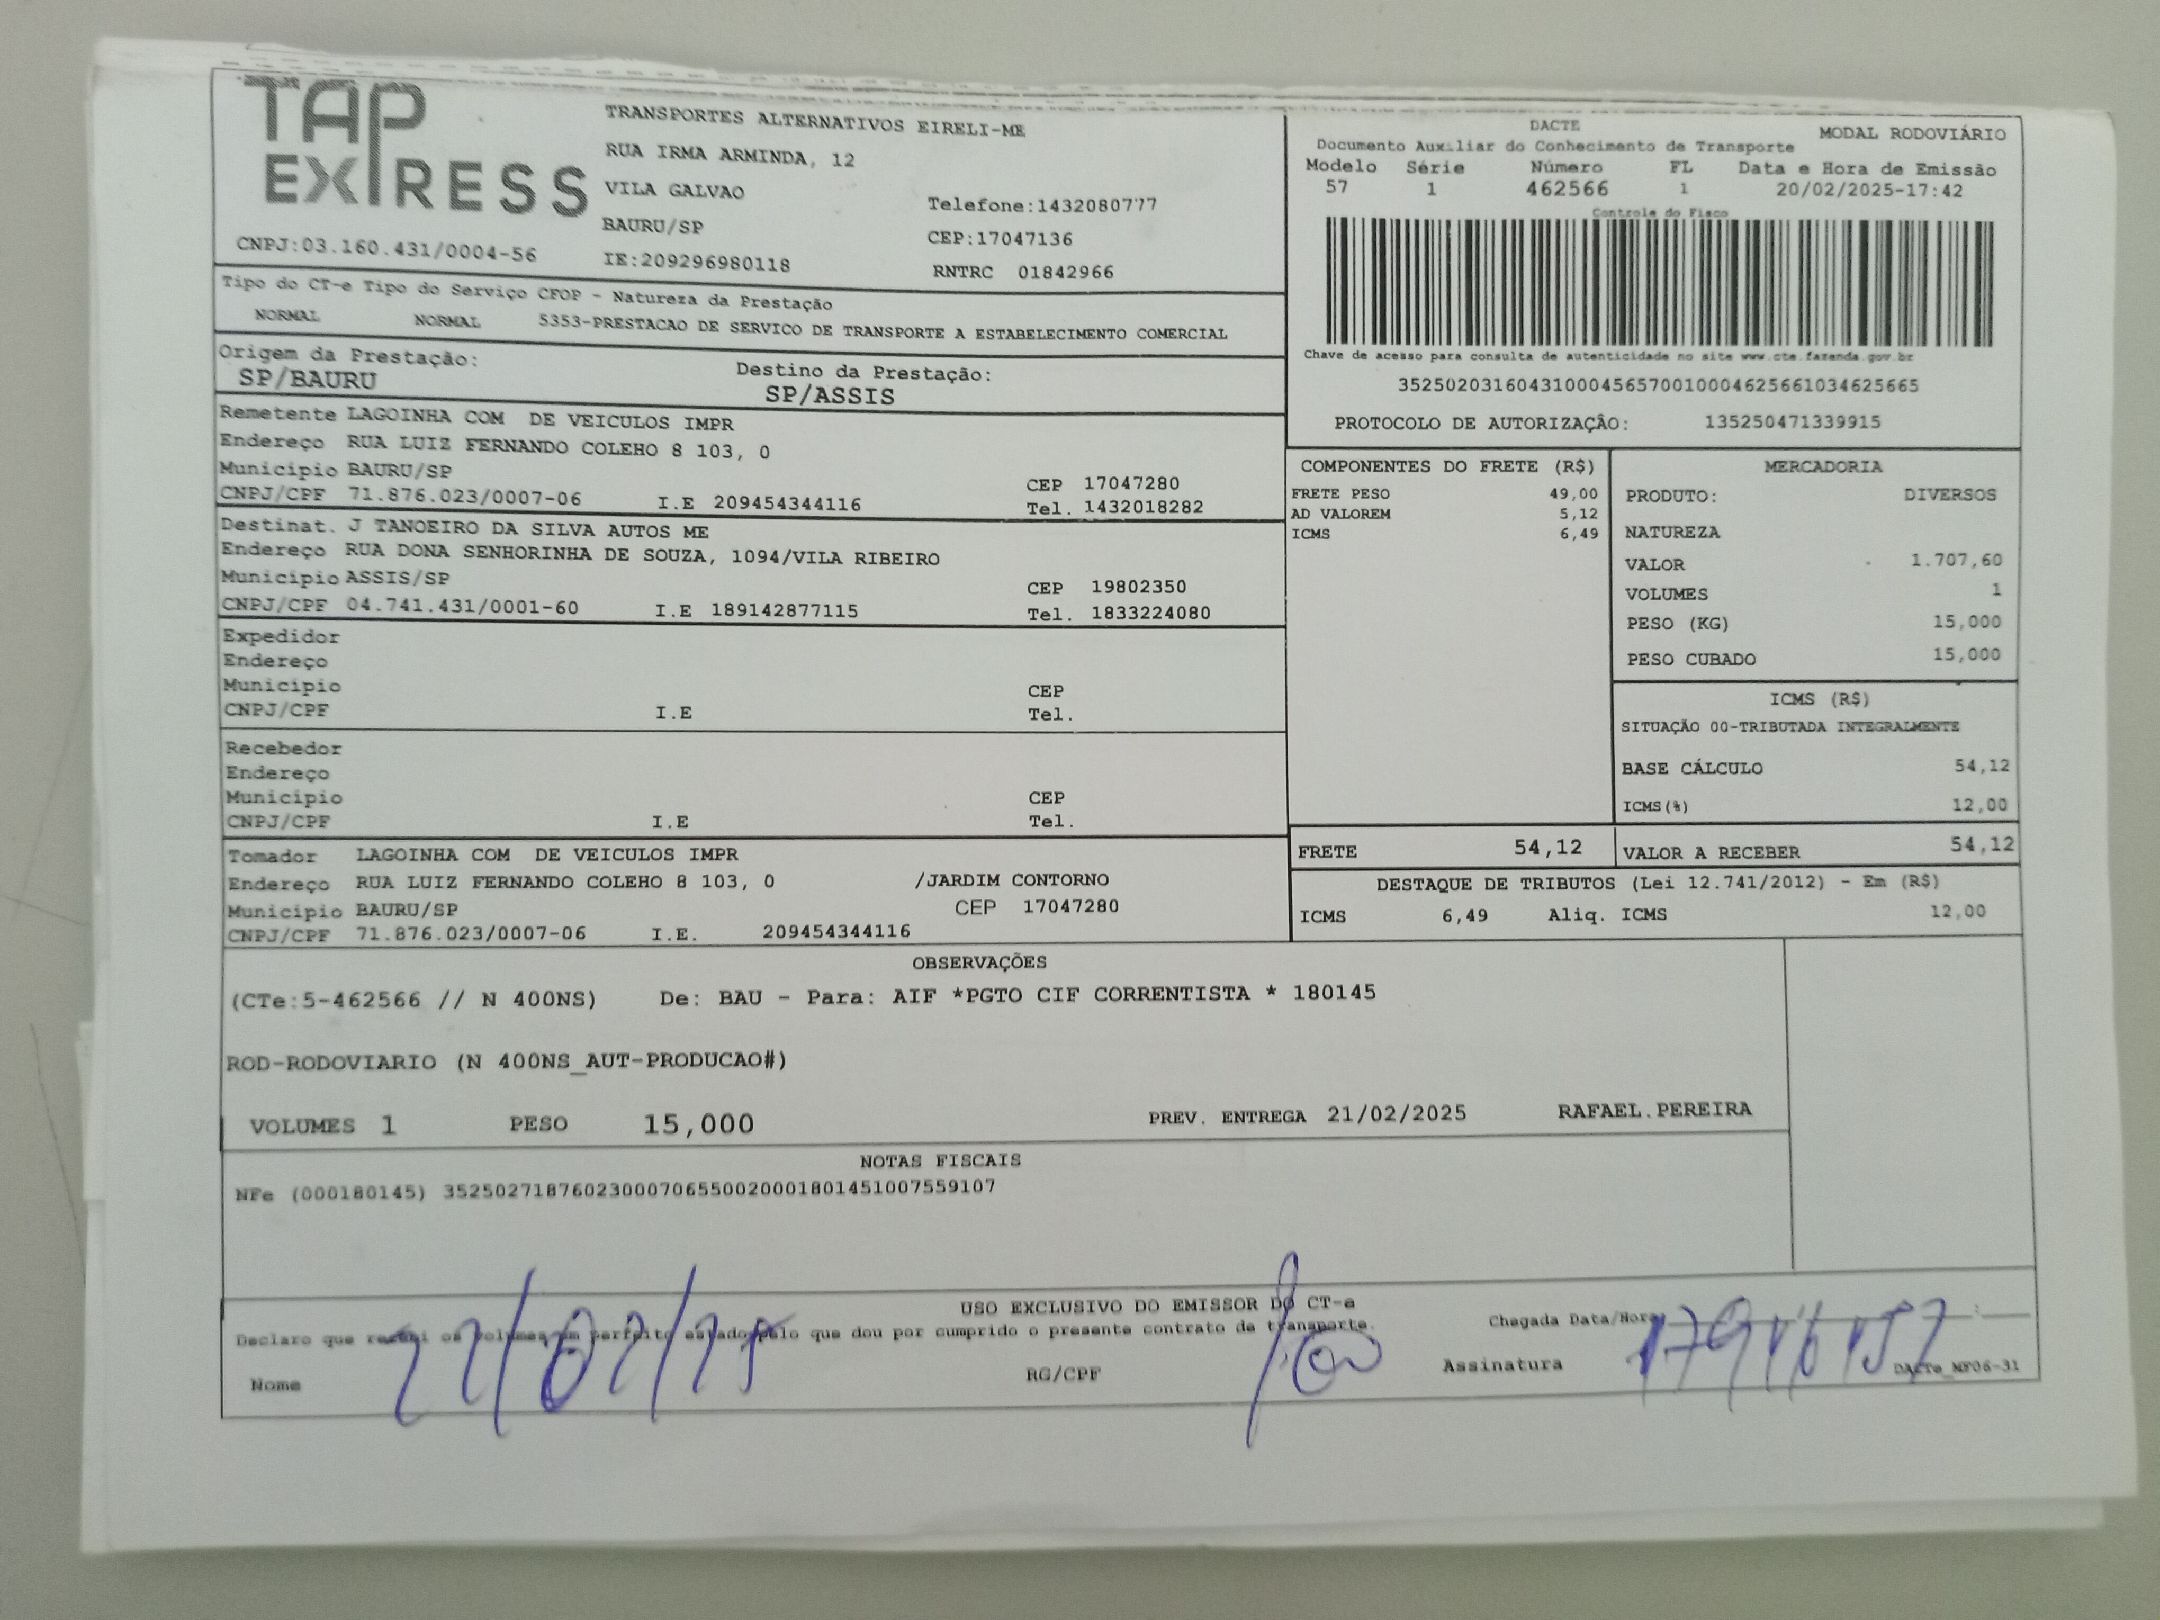 TAP EXPRESS
CNPJ:03.160.431/0004-56
TRANSPORTES ALTERNATIVOS EIRELI-ME
RUA IRMA ARMINDA, 12
VILA GALVAO
BAURU/SP
IE:209296980118
Telefone:1432080777
CEP:17047136
RNTRC 01842966
DACTE MODAL RODOVIÁRIO
Documento Auxiliar do Conhecimento de Transporte
Modelo Série Número FL Data e Hora de Emissão
57 1 462566 1 20/02/2025-17:42
Controle do Fisco
Chave de acesso para consulta de autenticidade no site www.cte.fazenda.gov.br
35250203160431000456570010004625661034625665
PROTOCOLO DE AUTORIZAÇÃO: 135250471339915
Tipo do CT-e Tipo do Serviço CFOP - Natureza da Prestação
NORMAL NORMAL 5353-PRESTACAO DE SERVICO DE TRANSPORTE A ESTABELECIMENTO COMERCIAL
Origem da Prestação: Destino da Prestação:
SP/BAURU SP/ASSIS
Remetente LAGOINHA COM DE VEICULOS IMPR
Endereço RUA LUIZ FERNANDO COLEHO 8 103, 0
Município BAURU/SP CEP 17047280
CNPJ/CPF 71.876.023/0007-06 I.E 209454344116 Tel. 1432018282
Destinat. J TANOEIRO DA SILVA AUTOS ME
Endereço RUA DONA SENHORINHA DE SOUZA, 1094/VILA RIBEIRO
Município ASSIS/SP CEP 19802350
CNPJ/CPF 04.741.431/0001-60 I.E 189142877115 Tel. 1833224080
Expedidor
Endereço
Município CEP
CNPJ/CPF I.E Tel.
Recebedor
Endereço
Município CEP
CNPJ/CPF I.E Tel.
Tomador LAGOINHA COM DE VEICULOS IMPR
Endereço RUA LUIZ FERNANDO COLEHO 8 103, 0 /JARDIM CONTORNO
Município BAURU/SP CEP 17047280
CNPJ/CPF 71.876.023/0007-06 I.E. 209454344116
COMPONENTES DO FRETE (R$)
FRETE PESO 49,00
AD VALOREM 5,12
ICMS 6,49
MERCADORIA
PRODUTO: DIVERSOS
NATUREZA
VALOR 1.707,60
VOLUMES 1
PESO (KG) 15,000
PESO CUBADO 15,000
ICMS (R$)
SITUAÇÃO 00-TRIBUTADA INTEGRALMENTE
BASE CÁLCULO 54,12
ICMS(%) 12,00
FRETE 54,12 VALOR A RECEBER 54,12
DESTAQUE DE TRIBUTOS (Lei 12.741/2012) - Em (R$)
ICMS 6,49 Aliq. ICMS 12,00
OBSERVAÇÕES
(CTe:5-462566 // N 400NS) De: BAU - Para: AIF *PGTO CIF CORRENTISTA * 180145
ROD-RODOVIARIO (N 400NS_AUT-PRODUCAO#)
VOLUMES 1 PESO 15,000 PREV. ENTREGA 21/02/2025 RAFAEL.PEREIRA
NOTAS FISCAIS
NFe (000180145) 35250271876023000706550020001801451007559107
USO EXCLUSIVO DO EMISSOR DO CT-e
Declaro que recebi os volumes em perfeito estado pelo que dou por cumprido o presente contrato de transporte.
Chegada Data/Hora:
Nome RG/CPF Assinatura
DACTe_MF06-31